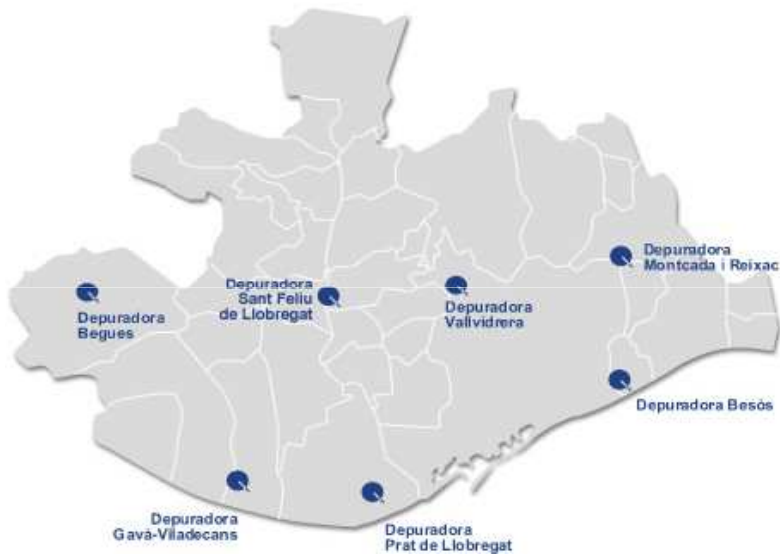 Depuradora
Montcada i Reixac
Depuradora
Sant Feliu
de Llobregat
Depuradora
Vallvidrera
Depuradora
Begues
Depuradora Besòs
Depuradora
Gavà-Viladecans
Depuradora
Prat de Llobregat